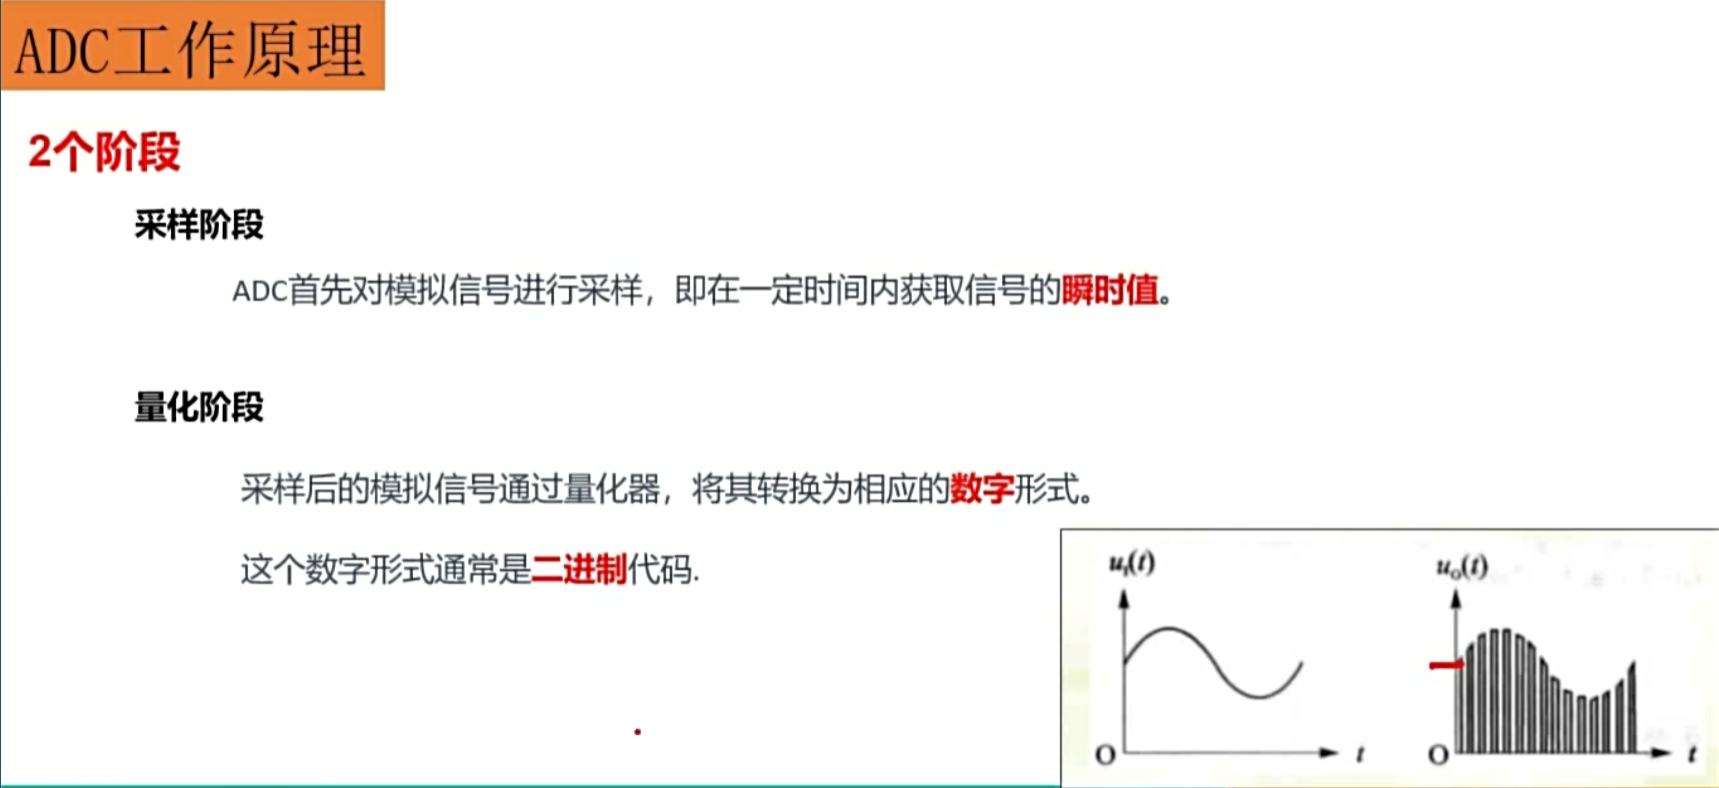 ADC工作原理
2个阶段
采样阶段
ADC首先对模拟信号进行采样，即在一定时间内获取信号的瞬时值。
量化阶段
采样后的模拟信号通过量化器，将其转换为相应的数字形式。
这个数字形式通常是二进制代码.
uᵢ(t)
uₒ(t)
O
t
O
t